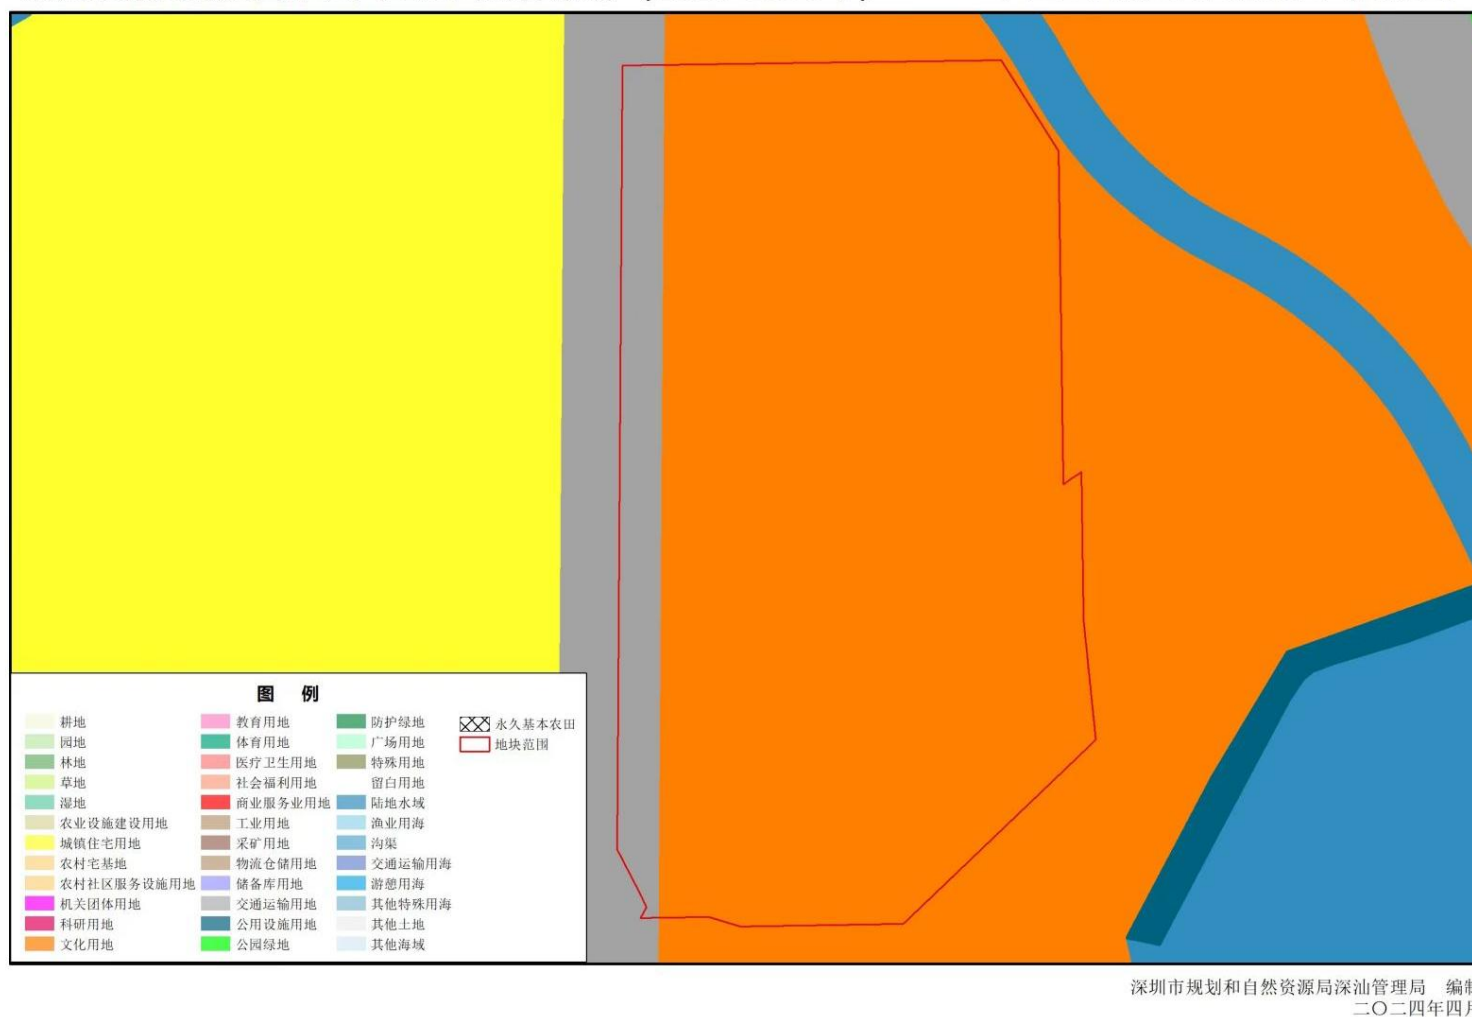 图 例
耕地
园地
林地
草地
湿地
农业设施建设用地
城镇住宅用地
农村宅基地
农村社区服务设施用地
机关团体用地
科研用地
文化用地
教育用地
体育用地
医疗卫生用地
社会福利用地
商业服务业用地
工业用地
采矿用地
物流仓储用地
储备库用地
交通运输用地
公用设施用地
公园绿地
防护绿地
广场用地
特殊用地
留白用地
陆地水域
渔业用海
沟渠
交通运输用海
游憩用海
其他特殊用海
其他土地
其他海域
永久基本农田
地块范围
深圳市规划和自然资源局深汕管理局 编制
二〇二四年四月